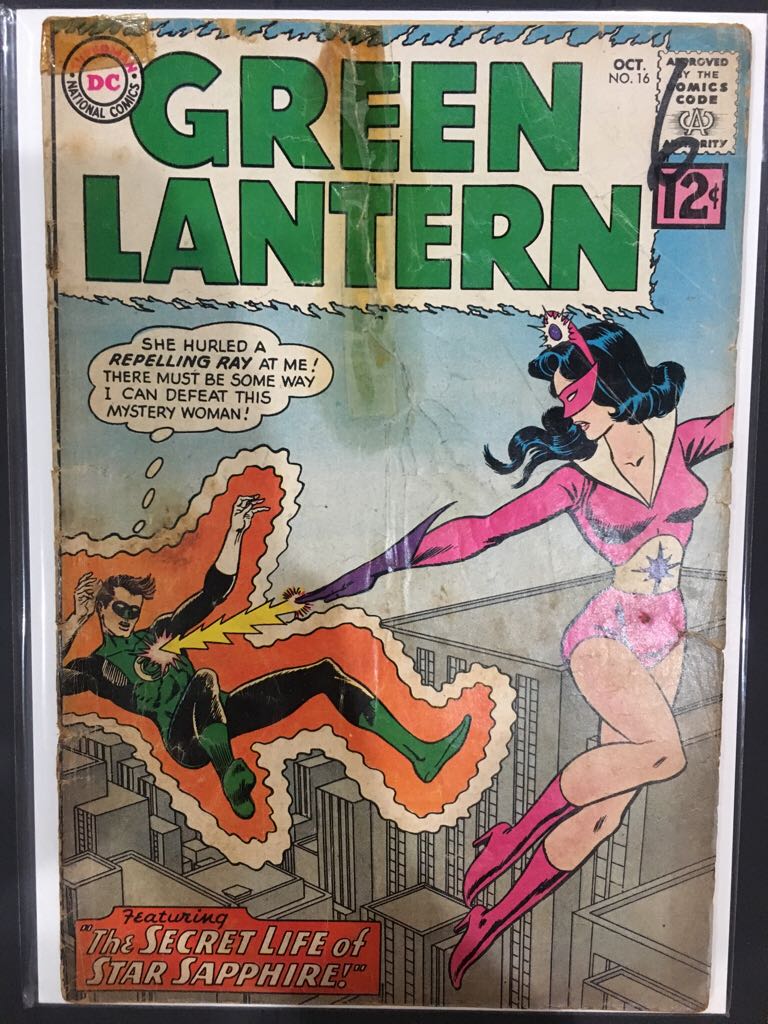 DC
NATIONAL COMICS
GREEN
LANTERN
OCT.
NO. 16
APPROVED
BY THE
COMICS
CODE
AUTHORITY
12¢
SHE HURLED A
REPELLING RAY AT ME!
THERE MUST BE SOME WAY
I CAN DEFEAT THIS
MYSTERY WOMAN!
Featuring
"The SECRET LIFE of
STAR SAPPHIRE!"